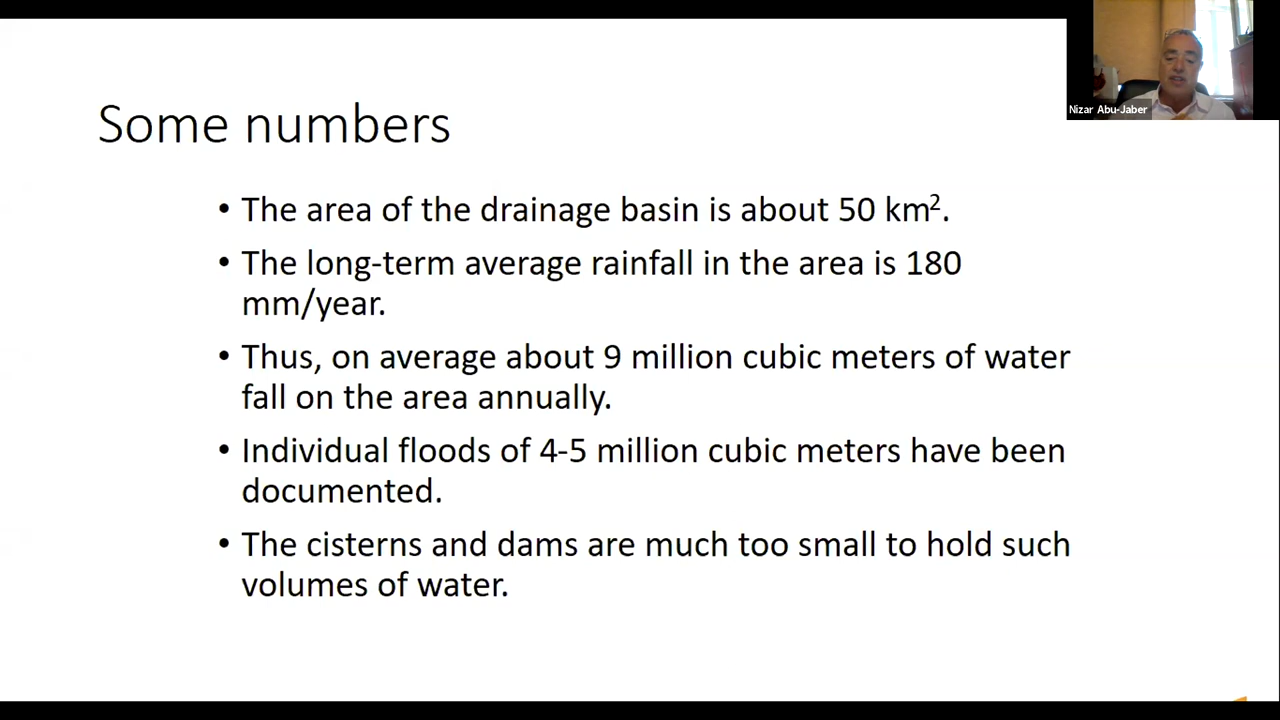 Nizar Abu-Jaber
Some numbers
• The area of the drainage basin is about 50 km².
• The long-term average rainfall in the area is 180
mm/year.
• Thus, on average about 9 million cubic meters of water
fall on the area annually.
• Individual floods of 4-5 million cubic meters have been
documented.
• The cisterns and dams are much too small to hold such
volumes of water.